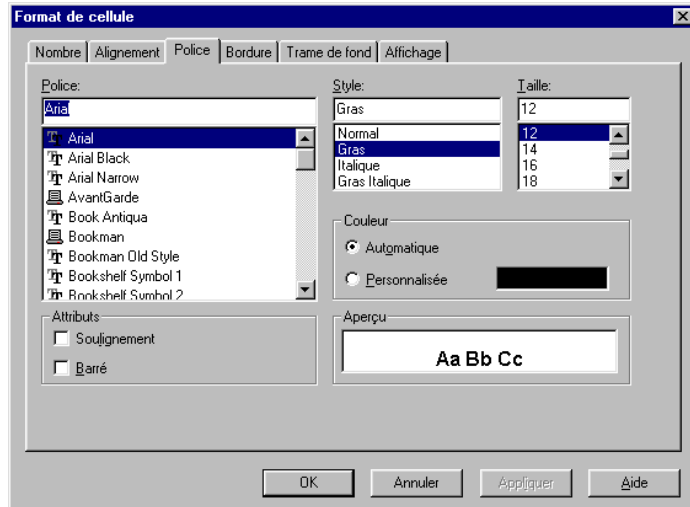 Format de cellule
Nombre Alignement Police Bordure Trame de fond Affichage
Police:
Arial
Arial
Arial Black
Arial Narrow
AvantGarde
Book Antiqua
Bookman
Bookman Old Style
Bookshelf Symbol 1
Bookshelf Symbol 2
Style:
Gras
Normal
Gras
Italique
Gras Italique
Taille:
12
12
14
16
18
Couleur
Automatique
Personnalisée
Attributs
Soulignement
Barré
Aperçu
Aa Bb Cc
OK Annuler Appliquer Aide